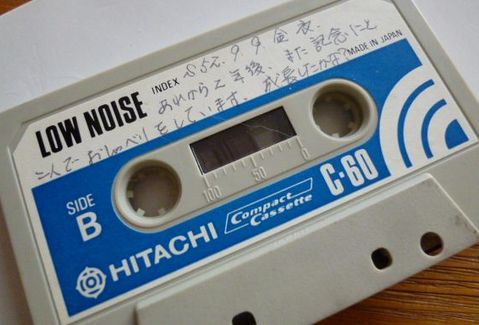 S52.9.9 金夜.
LOW NOISE
INDEX
あれから2年後、また記念にと
MADE IN JAPAN
こんでおしゃべりをしています。成長したかな?
SIDE
B
100 50 0
Compact
Cassette
C-60
HITACHI